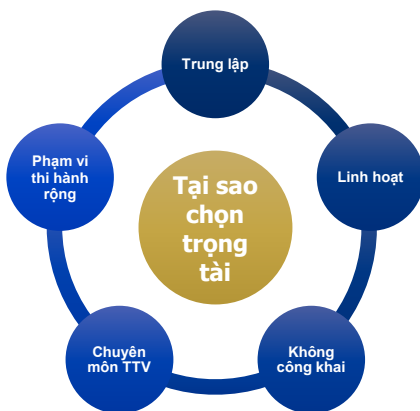 Trung lập
Linh hoạt
Không
công khai
Chuyên
môn TTV
Phạm vi
thi hành
rộng
Tại sao
chọn
trọng
tài